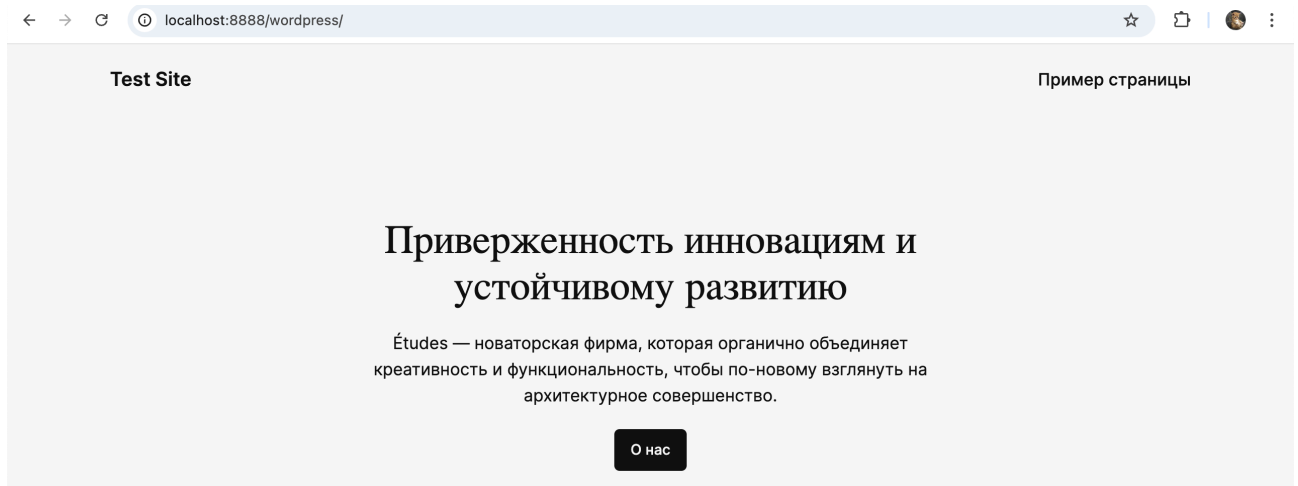 localhost:8888/wordpress/
Test Site
Пример страницы
Приверженность инновациям и
устойчивому развитию
Études — новаторская фирма, которая органично объединяет
креативность и функциональность, чтобы по-новому взглянуть на
архитектурное совершенство.
О нас